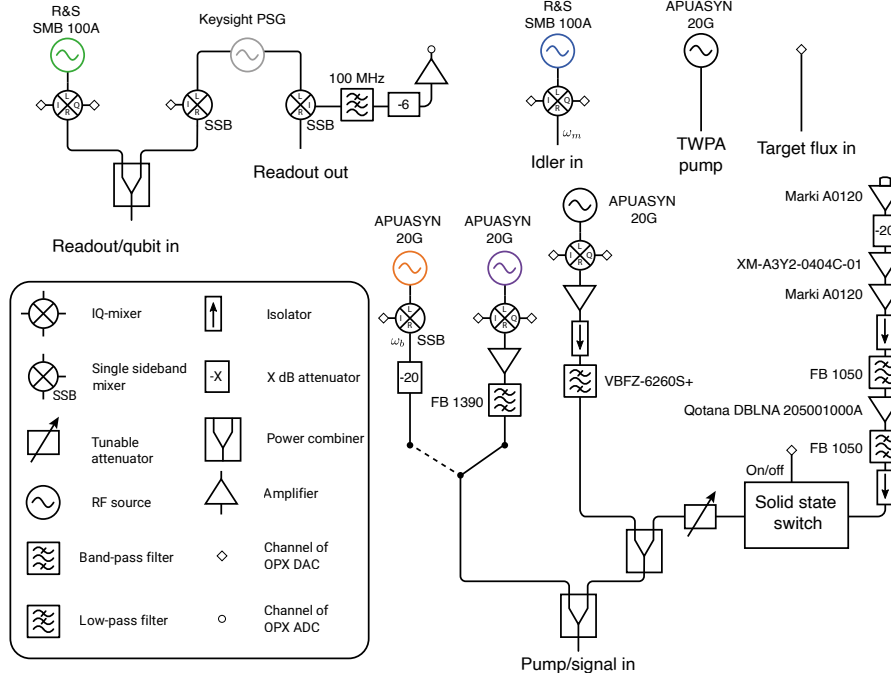 R&S
SMB 100A
Keysight PSG
R&S
SMB 100A
APUASYN
20G
100 MHz
L
I
Q
R
L
I
R
SSB
L
I
R
SSB
-6
L
I
Q
R
ω_m
Readout out
Idler in
TWPA
pump
Target flux in
Readout/qubit in
APUASYN
20G
APUASYN
20G
APUASYN
20G
Marki A0120
-20
XM-A3Y2-0404C-01
Marki A0120
L
I
Q
R
L
I
R
ω_b
SSB
L
I
Q
R
-20
FB 1390
VBFZ-6260S+
FB 1050
Qotana DBLNA 205001000A
FB 1050
On/off
Solid state
switch
IQ-mixer
Isolator
Single sideband
mixer
SSB
-X
X dB attenuator
Tunable
attenuator
Power combiner
RF source
Amplifier
Band-pass filter
Channel of
OPX DAC
Low-pass filter
Channel of
OPX ADC
Pump/signal in